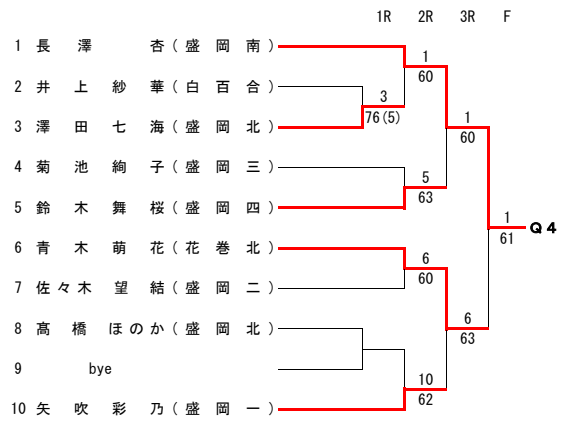 1R 2R 3R F
1 長澤 杏(盛岡南)
1
60
2 井上紗華(白百合)
3
76(5)
3 澤田七海(盛岡北)
1
60
4 菊池絢子(盛岡三)
5
63
5 鈴木舞桜(盛岡四)
1
61
Q4
6 青木萌花(花巻北)
6
60
7 佐々木望結(盛岡二)
8 髙橋ほのか(盛岡北)
6
63
9 bye
10
62
10 矢吹彩乃(盛岡一)